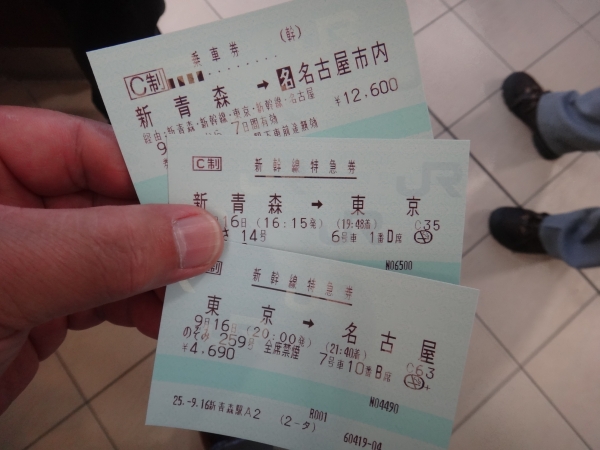 乗車券 (幹)
C制
新青森 → 名 名古屋市内
経由:新青森・新幹線・東京・新幹線・名古屋
¥12,600
7日間有効
C制 新幹線特急券
新青森 → 東京
16日 (16:15発) (19:48着) C35
14号 6号車 1番D席
N06500
制 新幹線特急券
東京 → 名古屋
9月16日 (20:00発) (21:40着) C63
のぞみ 259号 全席禁煙 7号車 10番B席
¥4,690
N04490
25.-9.16新青森駅A2 (2-タ) R001
60419-04